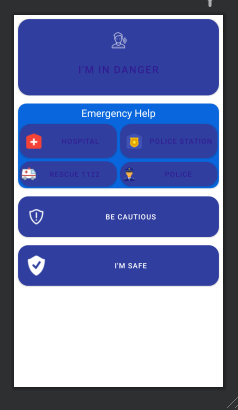 I'M IN DANGER
Emergency Help
HOSPITAL
POLICE STATION
RESCUE 1122
POLICE
BE CAUTIOUS
I'M SAFE